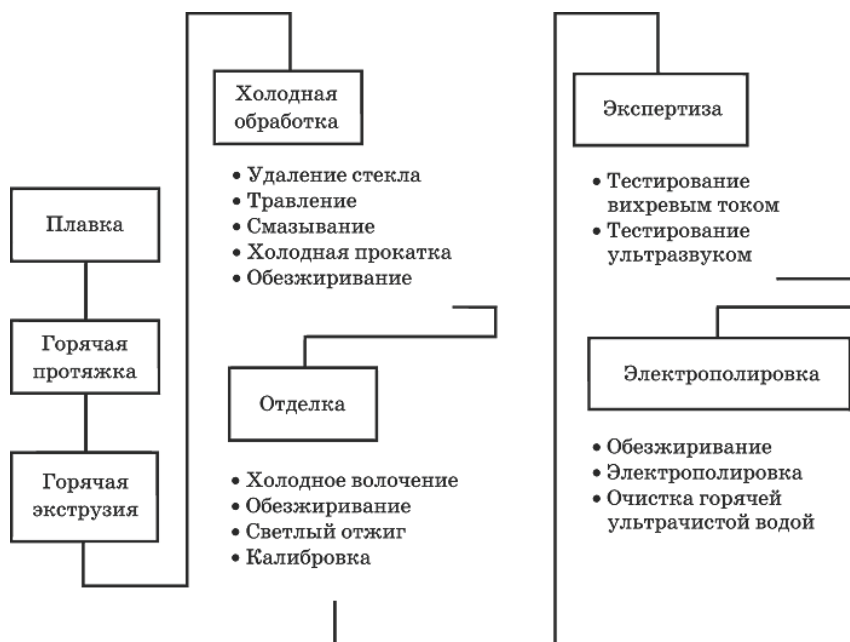 Плавка
Горячая
протяжка
Горячая
экструзия
Холодная
обработка
• Удаление стекла
• Травление
• Смазывание
• Холодная прокатка
• Обезжиривание
Отделка
• Холодное волочение
• Обезжиривание
• Светлый отжиг
• Калибровка
Экспертиза
• Тестирование
вихревым током
• Тестирование
ультразвуком
Электрополировка
• Обезжиривание
• Электрополировка
• Очистка горячей
ультрачистой водой